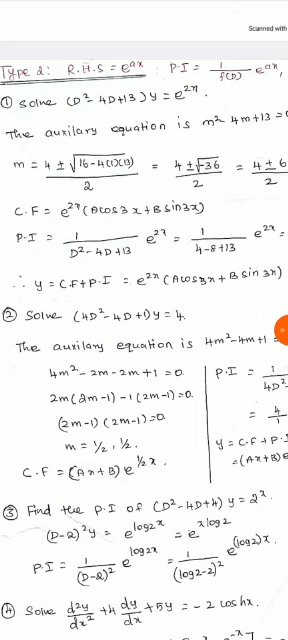 Scanned with
Type 2: R.H.S = e^ax P.I = 1/f(D) e^ax,
① Solve (D² - 4D+13) y = e^2x.
The auxilary equation is m² 4m+13 =0
m = 4 ± √16-4(1)(13) / 2 = 4 ± √-36 / 2 = 4 ± 6 / 2
C.F = e^2x (A cos 3x + B sin 3x)
P.I = 1/D²-4D+13 e^2x = 1/4-8+13 e^2x =
∴ y = C.F + P.I = e^2x (A cos 3x + B sin 3x)
② Solve (4D² - 4D +1) y = 4.
The auxilary equation is 4m²-4m+1 =
4m² - 2m - 2m + 1 = 0. P.I = 1/4D²-
2m(2m-1) -1(2m-1)=0.
(2m-1) (2m-1)=0 = 4/1
m = 1/2, 1/2. y = C.F + P.I
C.F = (Ax+B) e^1/2 x. = (Ax+B) e
③ Find the P.I of (D²-4D+4) y = 2^x.
(D-2)² y = e^log 2^x = e^x log 2
P.I = 1/(D-2)² e^log 2^x = 1/(log 2-2)² e^(log 2)x.
④ Solve d²y/dx² + 4 dy/dx + 5y = -2 cos hx.